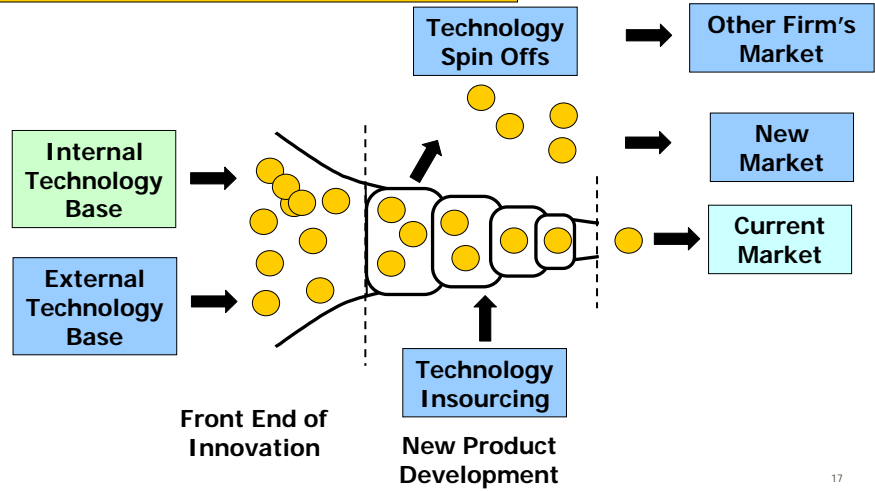 Technology
Spin Offs
Other Firm's
Market
Internal
Technology
Base
New
Market
Current
Market
External
Technology
Base
Technology
Insourcing
Front End of
Innovation
New Product
Development
17